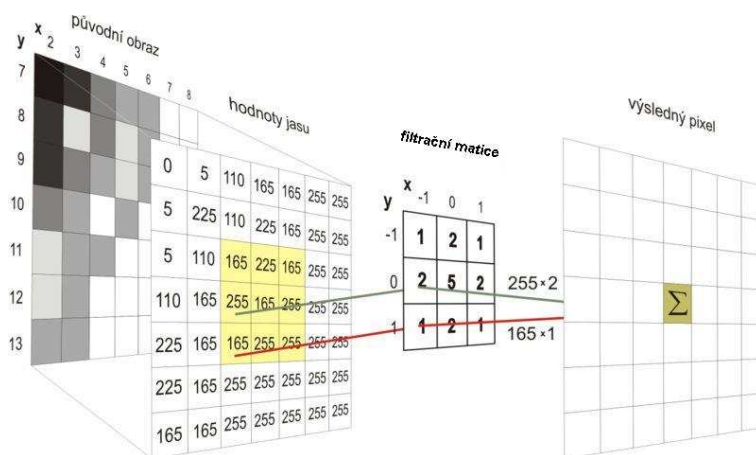 původní obraz
x 2 3 4 5 6 7 8
y
7
8
9
10
11
12
13
hodnoty jasu
0 5 110 165 165 255 255
5 225 110 225 165 255 255
5 110 165 225 165 255 255
110 165 255 165 255 255 255
225 165 165 255 255 255 255
225 165 255 255 255 255 255
165 165 255 255 255 255 255
filtrační matice
x -1 0 1
y
-1 1 2 1
0 2 5 2
1 1 2 1
255×2
165×1
výsledný pixel
Σ